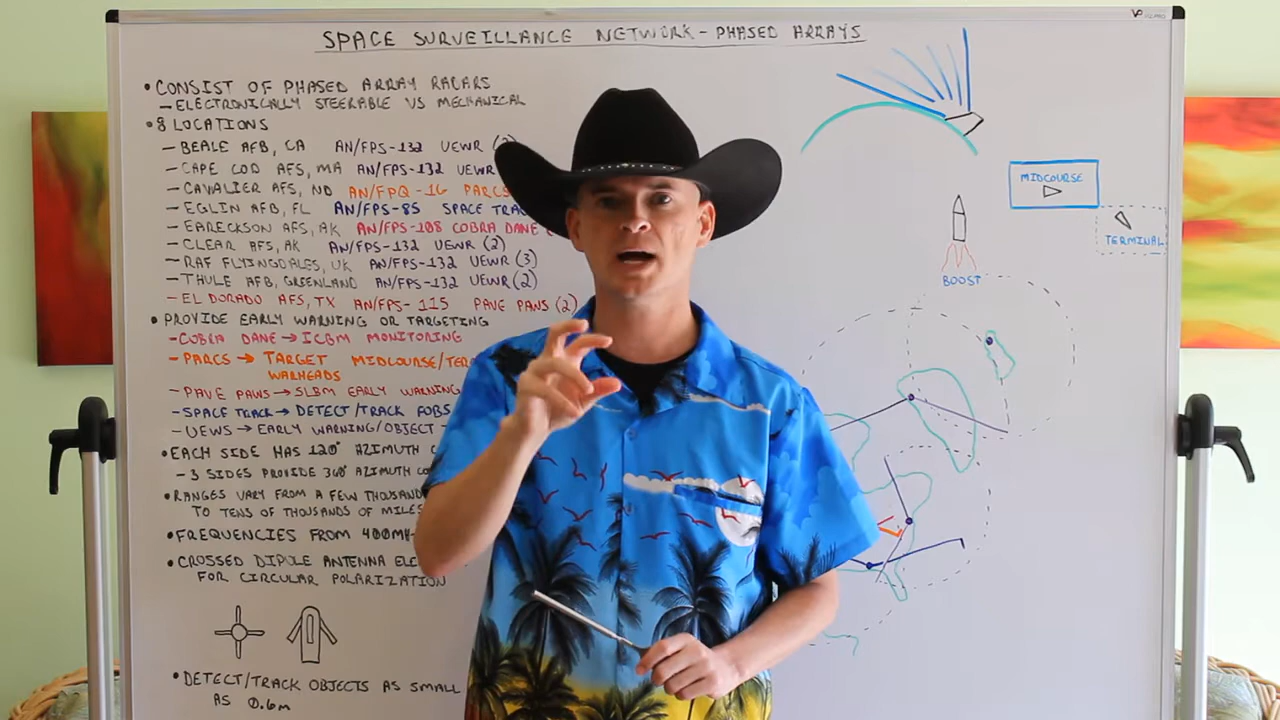 SPACE SURVEILLANCE NETWORK - PHASED ARRAYS
• CONSIST OF PHASED ARRAY RADARS
– ELECTRONICALLY STEERABLE VS MECHANICAL
• 8 LOCATIONS
– BEALE AFB, CA AN/FPS-132 UEWR
– CAPE COD AFS, MA AN/FPS-132 UEWR
– CAVALIER AFS, ND AN/FPQ-16 PARCS
– EGLIN AFB, FL AN/FPS-85 SPACE
– EARECKSON AFS, AK AN/FPS-108 COBRA DANE
– CLEAR AFS, AK AN/FPS-132 UEWR (2)
– RAF FLYINGDALES, UK AN/FPS-132 UEWR (3)
– THULE AFB, GREENLAND AN/FPS-132 UEWR (2)
– EL DORADO AFS, TX AN/FPS-115 PAVE PAWS (2)
• PROVIDE EARLY WARNING OR TARGETING
– COBRA DANE → ICBM MONITORING
– PARCS → TARGET MIDCOURSE/
WARHEADS
– PAVE PAWS → SLBM EARLY WARNING
– SPACE TRACK → DETECT/TRACK FOBS
– UEWS → EARLY WARNING/OBJECT
• EACH SIDE HAS 120° AZIMUTH
– 3 SIDES PROVIDE 360° AZIMUTH
• RANGES VARY FROM A FEW
TO TENS OF THOUSANDS OF MILES
• FREQUENCIES FROM
• CROSSED DIPOLE ANTENNA
FOR CIRCULAR POLARIZATION
• DETECT/TRACK OBJECTS AS SMALL
AS 0.6m
MIDCOURSE
TERMINAL
BOOST